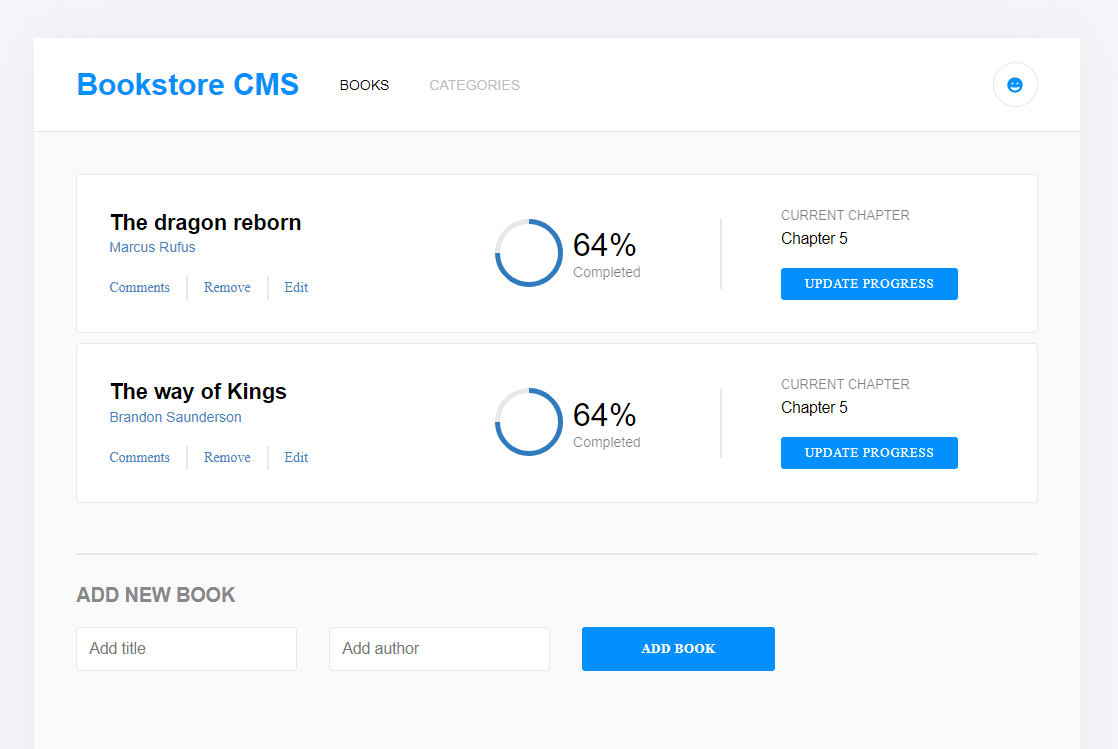 Bookstore CMS BOOKS CATEGORIES
The dragon reborn
Marcus Rufus
Comments Remove Edit
64%
Completed
CURRENT CHAPTER
Chapter 5
UPDATE PROGRESS
The way of Kings
Brandon Saunderson
Comments Remove Edit
64%
Completed
CURRENT CHAPTER
Chapter 5
UPDATE PROGRESS
ADD NEW BOOK
Add title Add author ADD BOOK